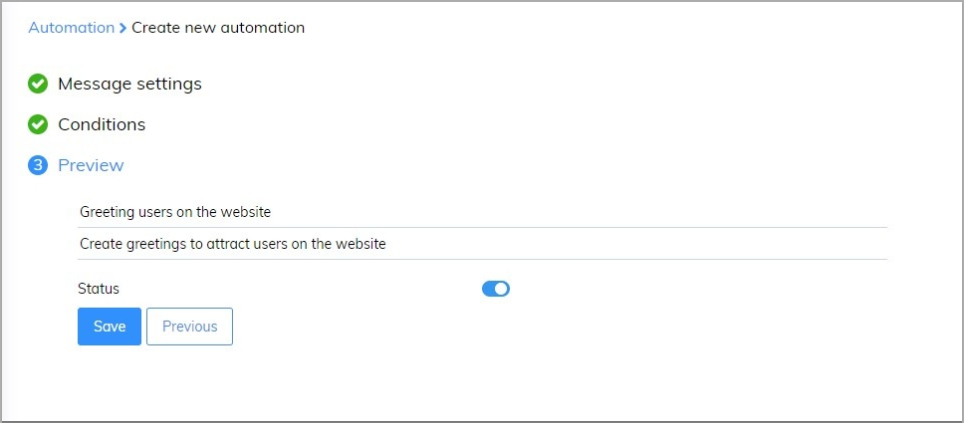 Automation > Create new automation
Message settings
Conditions
3 Preview
Greeting users on the website
Create greetings to attract users on the website
Status
Save Previous